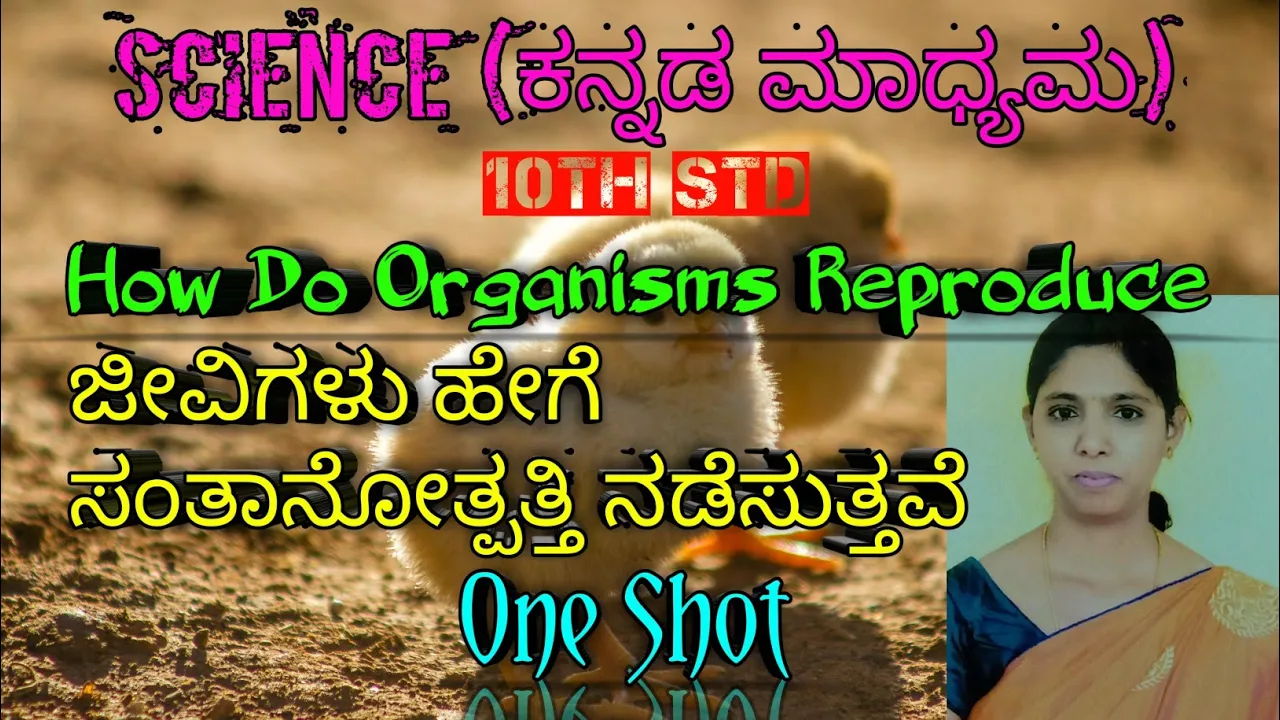 SCIENCE (ಕನ್ನಡ ಮಾಧ್ಯಮ)
10TH STD
How Do Organisms Reproduce
ಜೀವಿಗಳು ಹೇಗೆ
ಸಂತಾನೋತ್ಪತ್ತಿ ನಡೆಸುತ್ತವೆ
One Shot